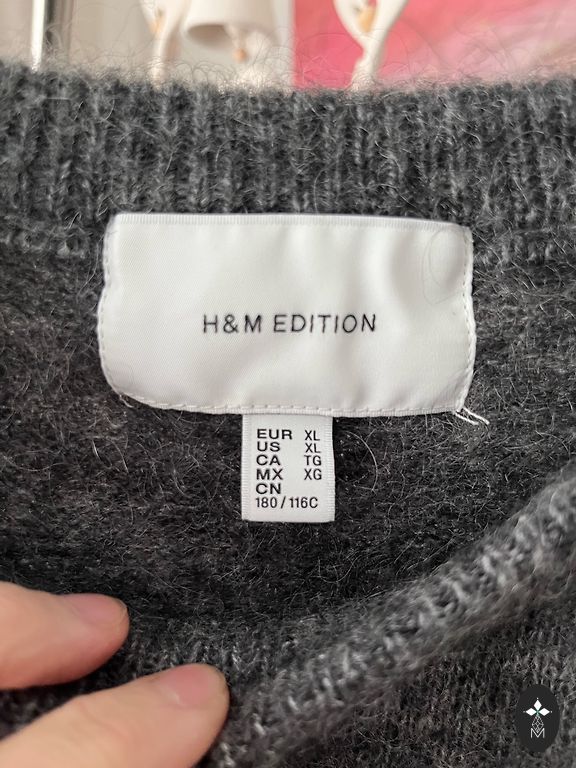 H&M EDITION
EUR XL
US XL
CA TG
MX XG
CN
180/116C
M